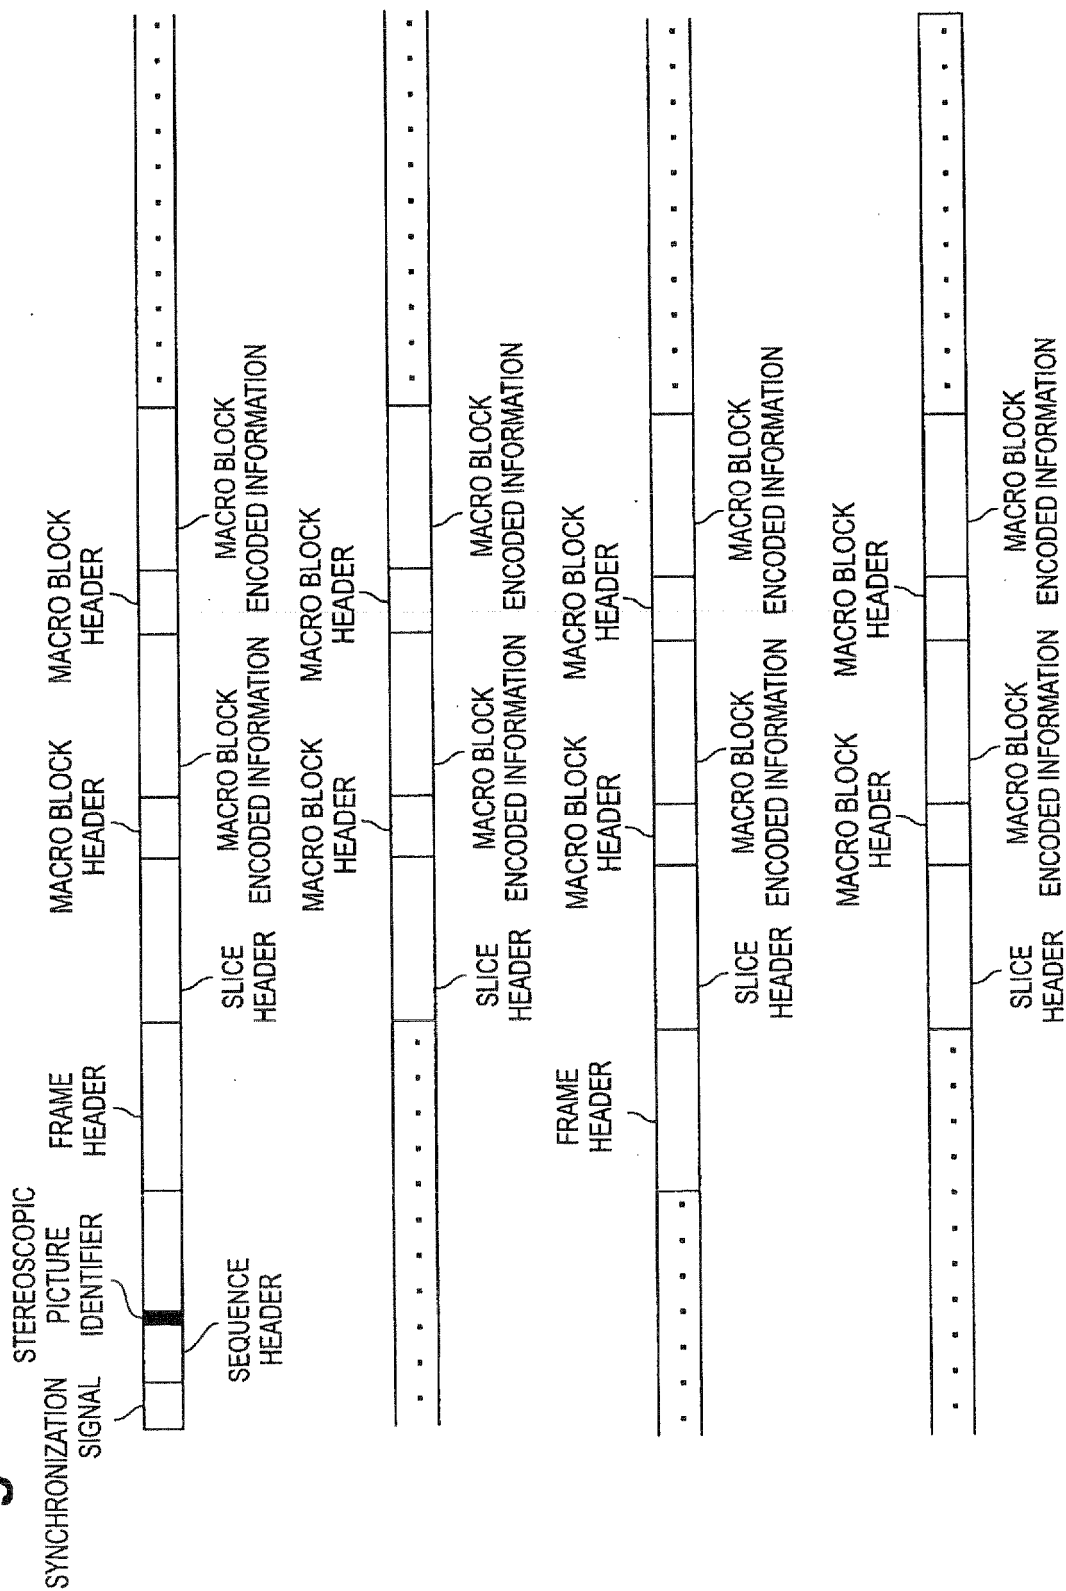 SYNCHRONIZATION
SIGNAL
STEREOSCOPIC
PICTURE
IDENTIFIER
SEQUENCE
HEADER
FRAME
HEADER
SLICE
HEADER
MACRO BLOCK
HEADER
MACRO BLOCK
ENCODED INFORMATION
MACRO BLOCK
HEADER
MACRO BLOCK
ENCODED INFORMATION
SLICE
HEADER
MACRO BLOCK
HEADER
MACRO BLOCK
ENCODED INFORMATION
MACRO BLOCK
HEADER
MACRO BLOCK
ENCODED INFORMATION
FRAME
HEADER
SLICE
HEADER
MACRO BLOCK
HEADER
MACRO BLOCK
ENCODED INFORMATION
MACRO BLOCK
HEADER
MACRO BLOCK
ENCODED INFORMATION
SLICE
HEADER
MACRO BLOCK
HEADER
MACRO BLOCK
ENCODED INFORMATION
MACRO BLOCK
HEADER
MACRO BLOCK
ENCODED INFORMATION